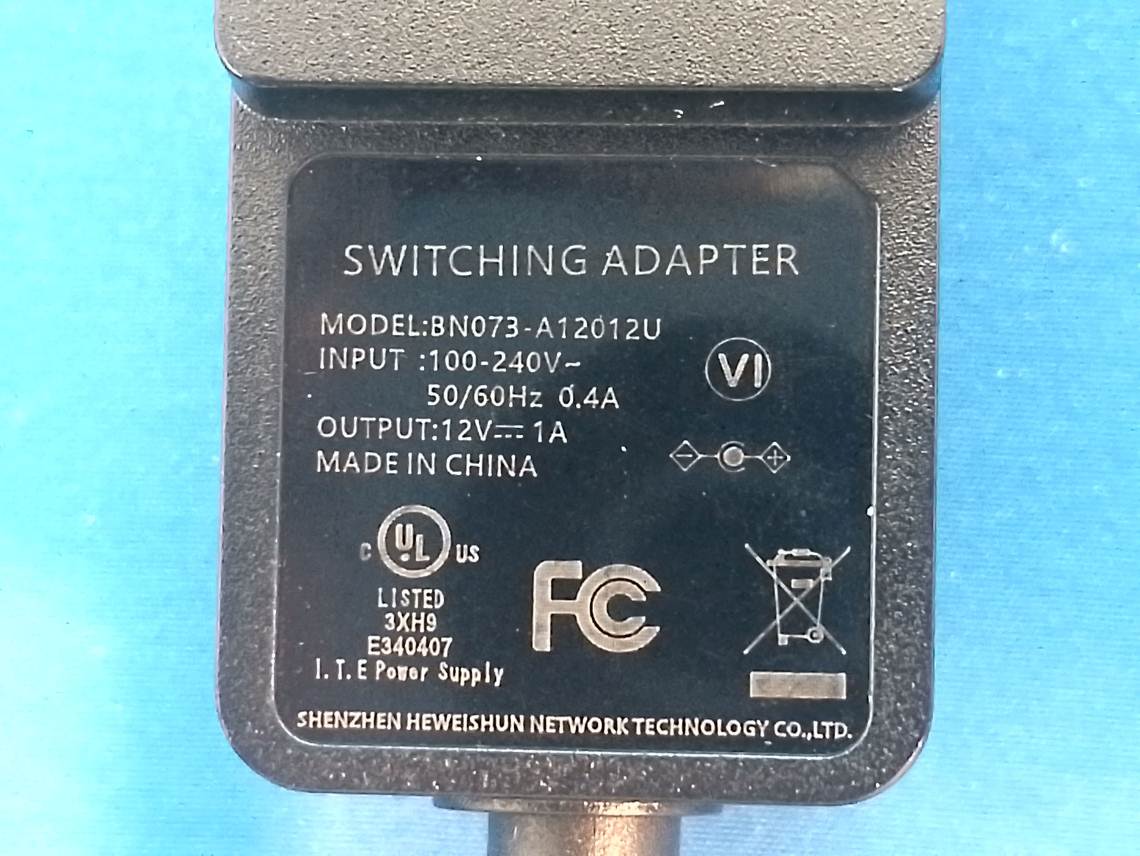 SWITCHING ADAPTER
MODEL:BN073-A12012U
INPUT :100-240V~
50/60Hz 0.4A
OUTPUT:12V⎓1A
MADE IN CHINA
VI
C UL US
LISTED
3XH9
E340407
I.T.E Power Supply
FC
SHENZHEN HEWEISHUN NETWORK TECHNOLOGY CO.,LTD.